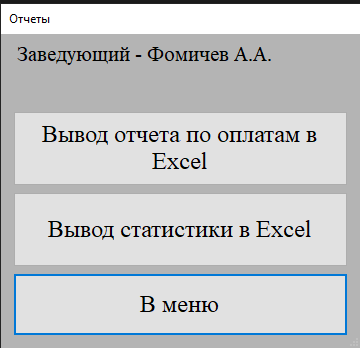 Отчеты
Заведующий - Фомичев А.А.
Вывод отчета по оплатам в
Excel
Вывод статистики в Excel
В меню